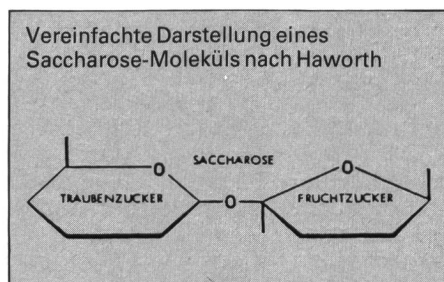 Vereinfachte Darstellung eines
Saccharose-Moleküls nach Haworth
SACCHAROSE
O
O
TRAUBENZUCKER
O
FRUCHTZUCKER